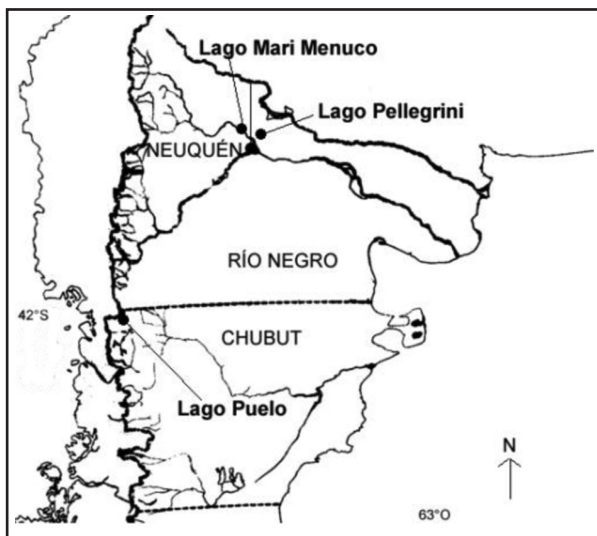 Lago Mari Menuco
Lago Pellegrini
NEUQUÉN
RÍO NEGRO
42°S
CHUBUT
Lago Puelo
N
63°O